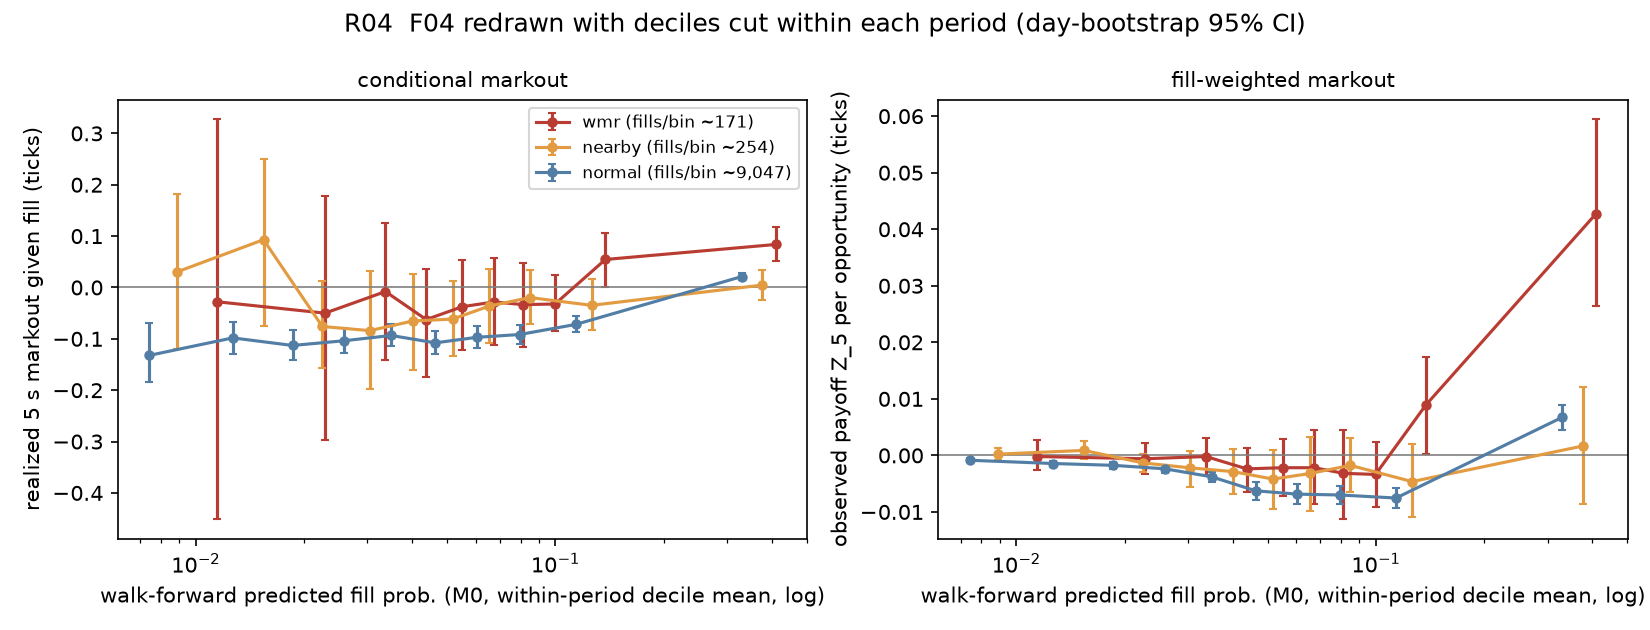 R04  F04 redrawn with deciles cut within each period (day-bootstrap 95% CI)
conditional markout
realized 5 s markout given fill (ticks)
0.3
0.2
0.1
0.0
−0.1
−0.2
−0.3
−0.4
wmr (fills/bin ~171)
nearby (fills/bin ~254)
normal (fills/bin ~9,047)
10⁻²
10⁻¹
walk-forward predicted fill prob. (M0, within-period decile mean, log)
fill-weighted markout
observed payoff Z_5 per opportunity (ticks)
0.06
0.05
0.04
0.03
0.02
0.01
0.00
−0.01
10⁻²
10⁻¹
walk-forward predicted fill prob. (M0, within-period decile mean, log)